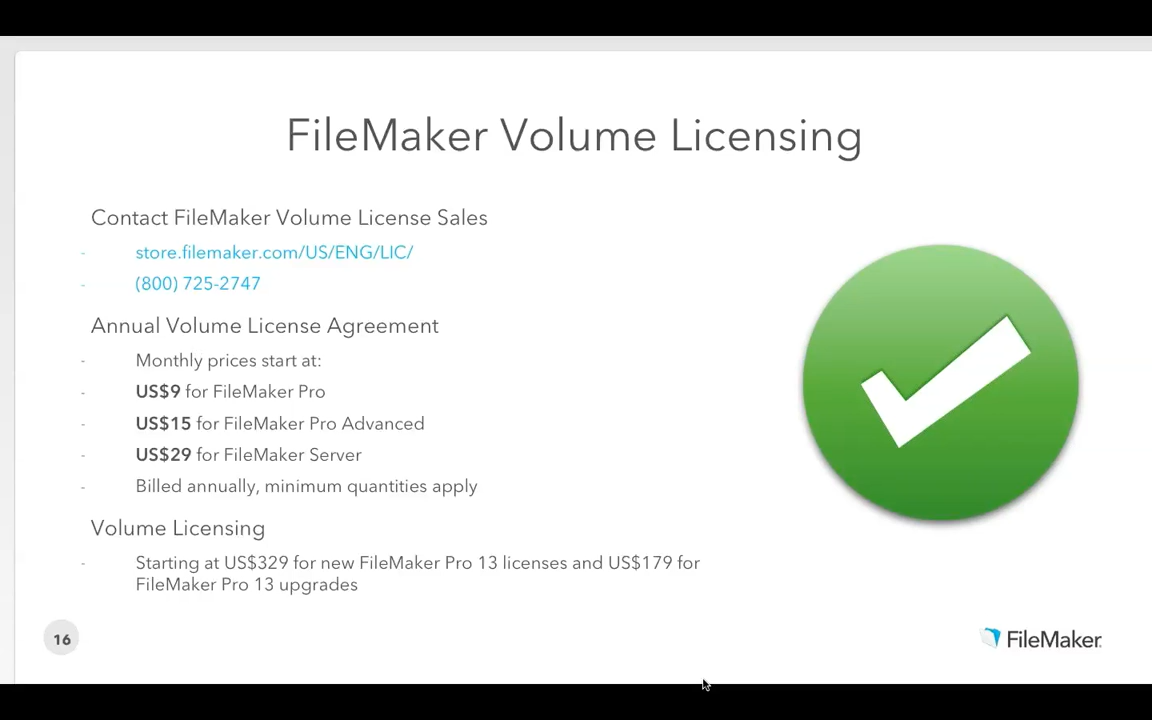 FileMaker Volume Licensing
Contact FileMaker Volume License Sales
- store.filemaker.com/US/ENG/LIC/
- (800) 725-2747
Annual Volume License Agreement
- Monthly prices start at:
- US$9 for FileMaker Pro
- US$15 for FileMaker Pro Advanced
- US$29 for FileMaker Server
- Billed annually, minimum quantities apply
Volume Licensing
- Starting at US$329 for new FileMaker Pro 13 licenses and US$179 for
FileMaker Pro 13 upgrades
16
FileMaker.